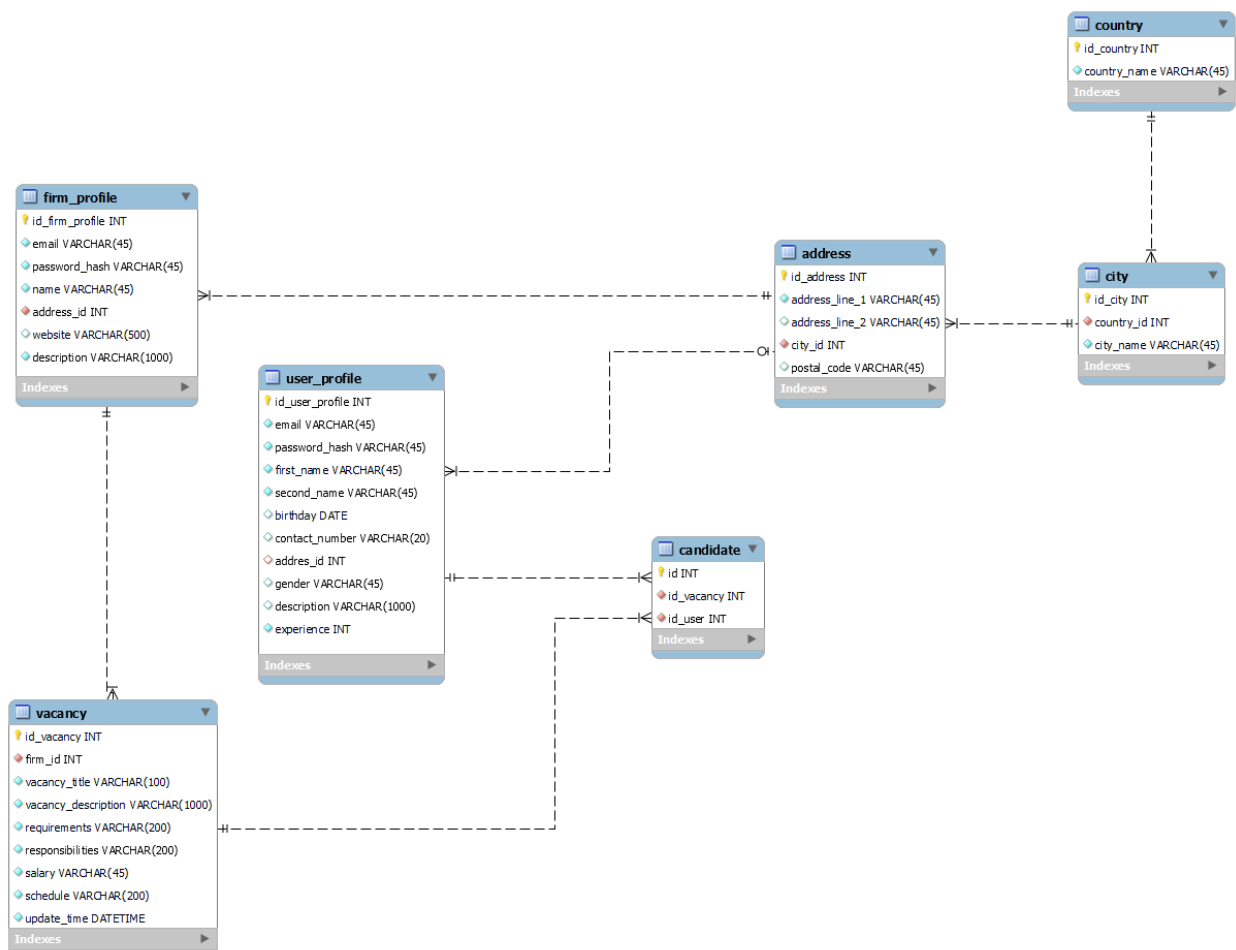 country
id_country INT
country_name VARCHAR(45)
Indexes
firm_profile
id_firm_profile INT
email VARCHAR(45)
password_hash VARCHAR(45)
name VARCHAR(45)
address_id INT
website VARCHAR(500)
description VARCHAR(1000)
Indexes
address
id_address INT
address_line_1 VARCHAR(45)
address_line_2 VARCHAR(45)
city_id INT
postal_code VARCHAR(45)
Indexes
city
id_city INT
country_id INT
city_name VARCHAR(45)
Indexes
user_profile
id_user_profile INT
email VARCHAR(45)
password_hash VARCHAR(45)
first_name VARCHAR(45)
second_name VARCHAR(45)
birthday DATE
contact_number VARCHAR(20)
addres_id INT
gender VARCHAR(45)
description VARCHAR(1000)
experience INT
Indexes
candidate
id INT
id_vacancy INT
id_user INT
Indexes
vacancy
id_vacancy INT
firm_id INT
vacancy_title VARCHAR(100)
vacancy_description VARCHAR(1000)
requirements VARCHAR(200)
responsibilities VARCHAR(200)
salary VARCHAR(45)
schedule VARCHAR(200)
update_time DATETIME
Indexes